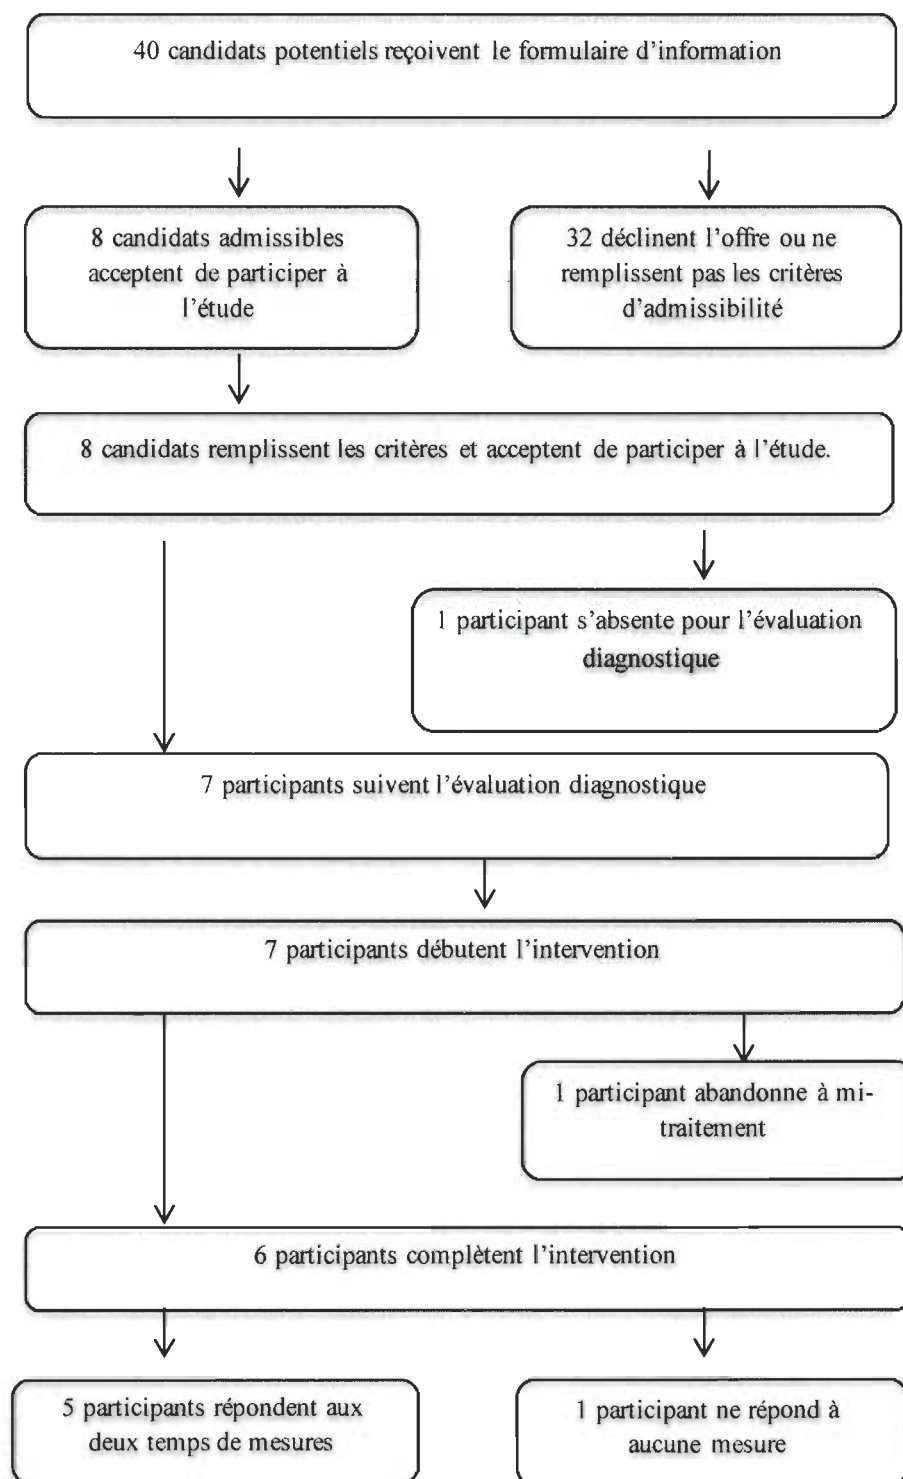 40 candidats potentiels reçoivent le formulaire d'information
8 candidats admissibles
acceptent de participer à
l'étude
32 déclinent l'offre ou ne
remplissent pas les critères
d'admissibilité
8 candidats remplissent les critères et acceptent de participer à l'étude.
1 participant s'absente pour l'évaluation
diagnostique
7 participants suivent l'évaluation diagnostique
7 participants débutent l'intervention
1 participant abandonne à mi-
traitement
6 participants complètent l'intervention
5 participants répondent aux
deux temps de mesures
1 participant ne répond à
aucune mesure